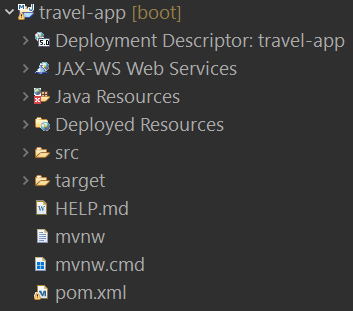 travel-app [boot]
Deployment Descriptor: travel-app
JAX-WS Web Services
Java Resources
Deployed Resources
src
target
HELP.md
mvnw
mvnw.cmd
pom.xml